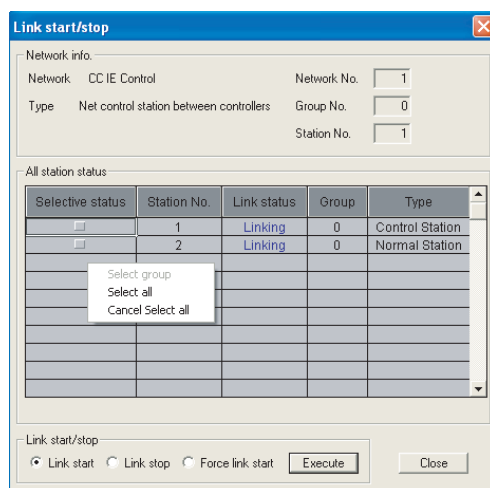 Link start/stop
Network info.
Network CC IE Control Network No. 1
Type Net control station between controllers Group No. 0
Station No. 1
All station status
Selective status Station No. Link status Group Type
1 Linking 0 Control Station
2 Linking 0 Normal Station
Select group
Select all
Cancel Select all
Link start/stop
Link start Link stop Force link start Execute Close